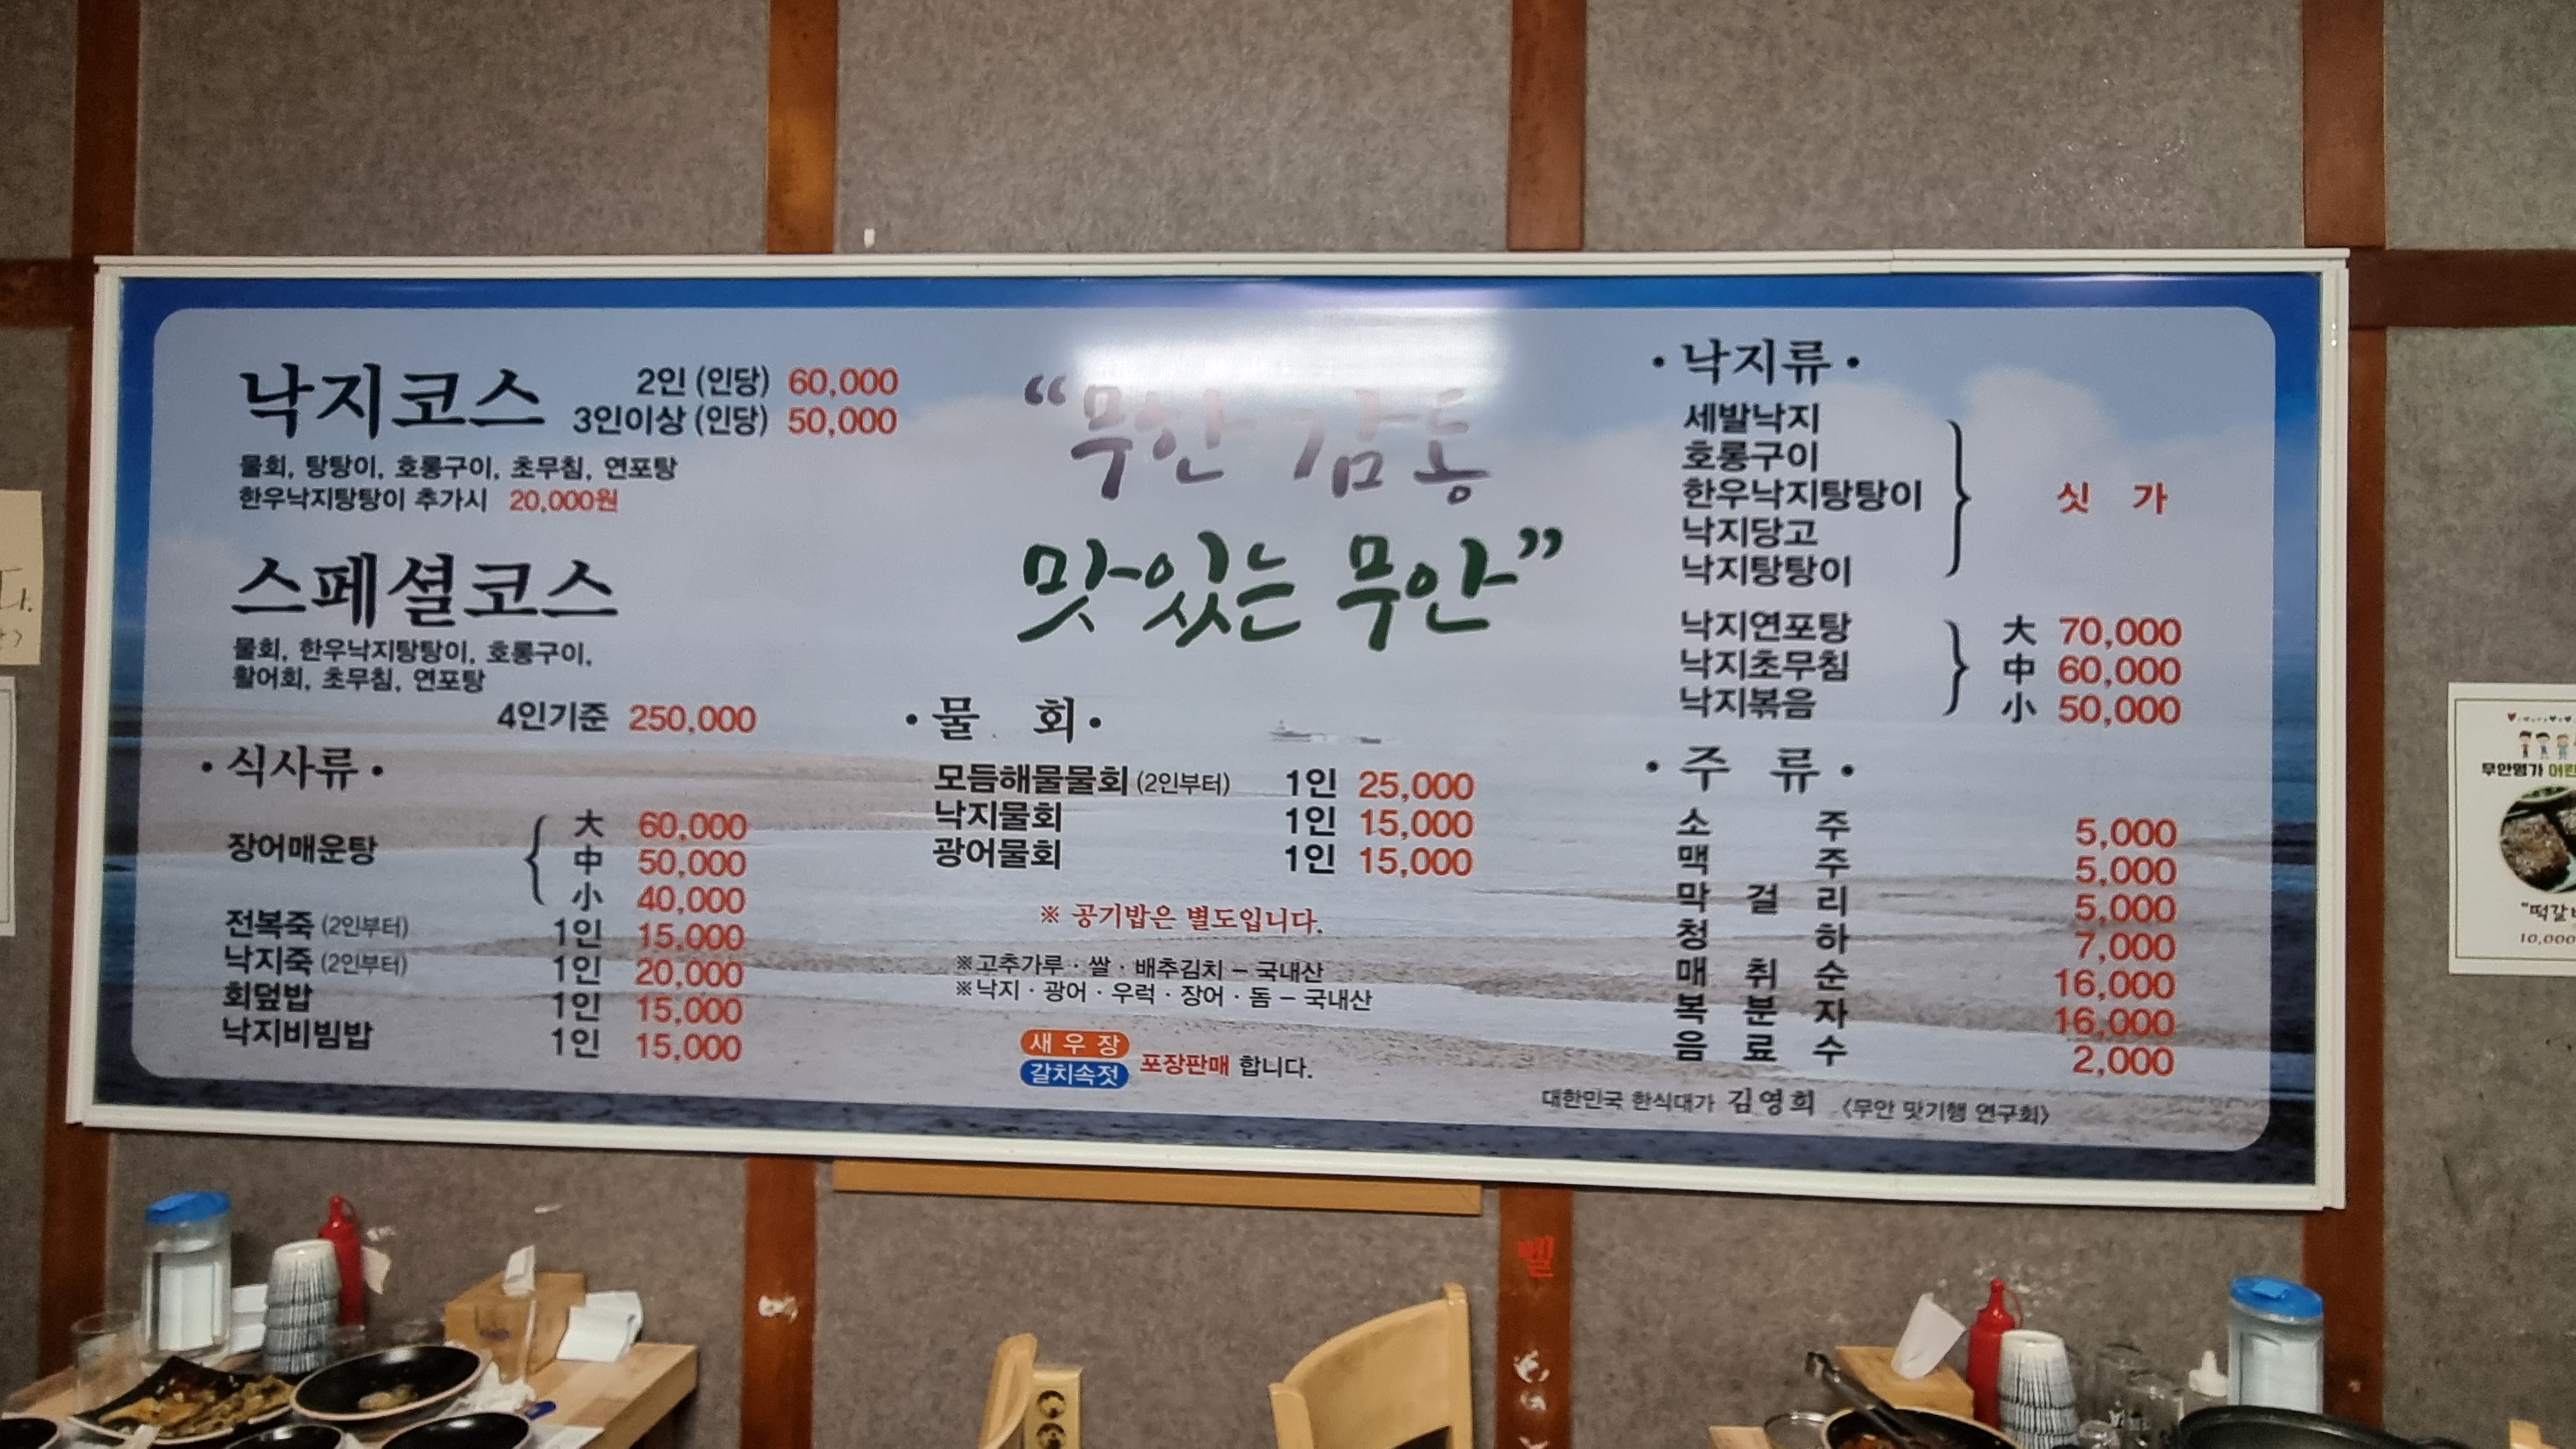 낙지코스 2인 (인당) 60,000
3인이상 (인당) 50,000
물회, 탕탕이, 호롱구이, 초무침, 연포탕
한우낙지탕탕이 추가시 20,000원
스페셜코스
물회, 한우낙지탕탕이, 호롱구이,
활어회, 초무침, 연포탕
4인기준 250,000
• 식사류 •
장어매운탕 { 大 60,000
中 50,000
小 40,000
전복죽 (2인부터) 1인 15,000
낙지죽 (2인부터) 1인 20,000
회덮밥 1인 15,000
낙지비빔밥 1인 15,000
“무안 감동
맛있는 무안”
• 물 회 •
모듬해물물회 (2인부터) 1인 25,000
낙지물회 1인 15,000
광어물회 1인 15,000
※ 공기밥은 별도입니다.
※고추가루 · 쌀 · 배추김치 – 국내산
※낙지 · 광어 · 우럭 · 장어 · 돔 – 국내산
새우장
갈치속젓 포장판매 합니다.
• 낙지류 •
세발낙지
호롱구이
한우낙지탕탕이 } 싯 가
낙지당고
낙지탕탕이
낙지연포탕 大 70,000
낙지초무침 } 中 60,000
낙지볶음 小 50,000
• 주 류 •
소 주 5,000
맥 주 5,000
막 걸 리 5,000
청 하 7,000
매 취 순 16,000
복 분 자 16,000
음 료 수 2,000
대한민국 한식대가 김영희 〈무안 맛기행 연구회〉
벨
다.
무안명가
"떡갈
10,000